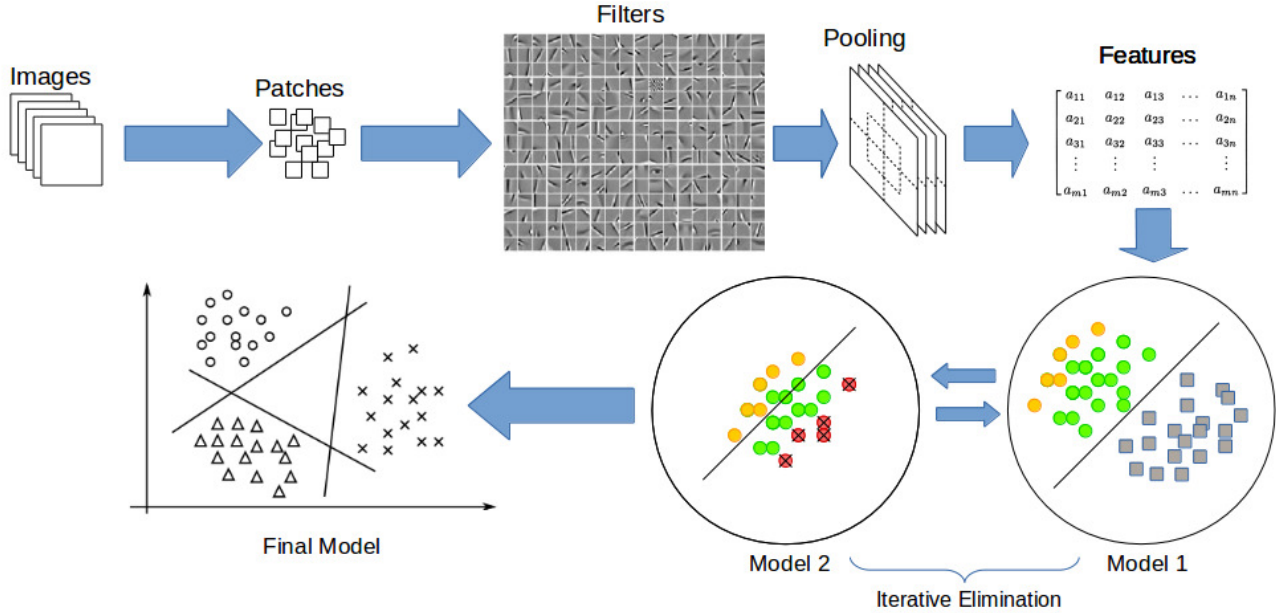 Images
Patches
Filters
Pooling
Features
a11 a12 a13 ... a1n
a21 a22 a23 ... a2n
a31 a32 a33 ... a3n
⋮ ⋮ ⋮ ⋮
am1 am2 am3 ... amn
Final Model
Model 2
Model 1
Iterative Elimination